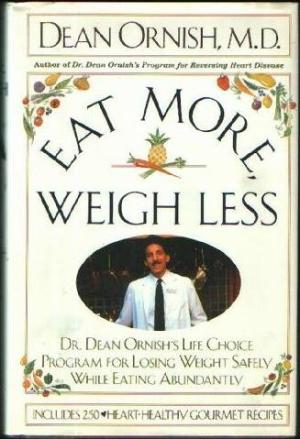 DEAN ORNISH, M.D.
Author of Dr. Dean Ornish's Program for Reversing Heart Disease
EAT MORE,
WEIGH LESS
DR. DEAN ORNISH'S LIFE CHOICE
PROGRAM FOR LOSING WEIGHT SAFELY
WHILE EATING ABUNDANTLY
INCLUDES 250 ♥HEART-HEALTHY GOURMET RECIPES